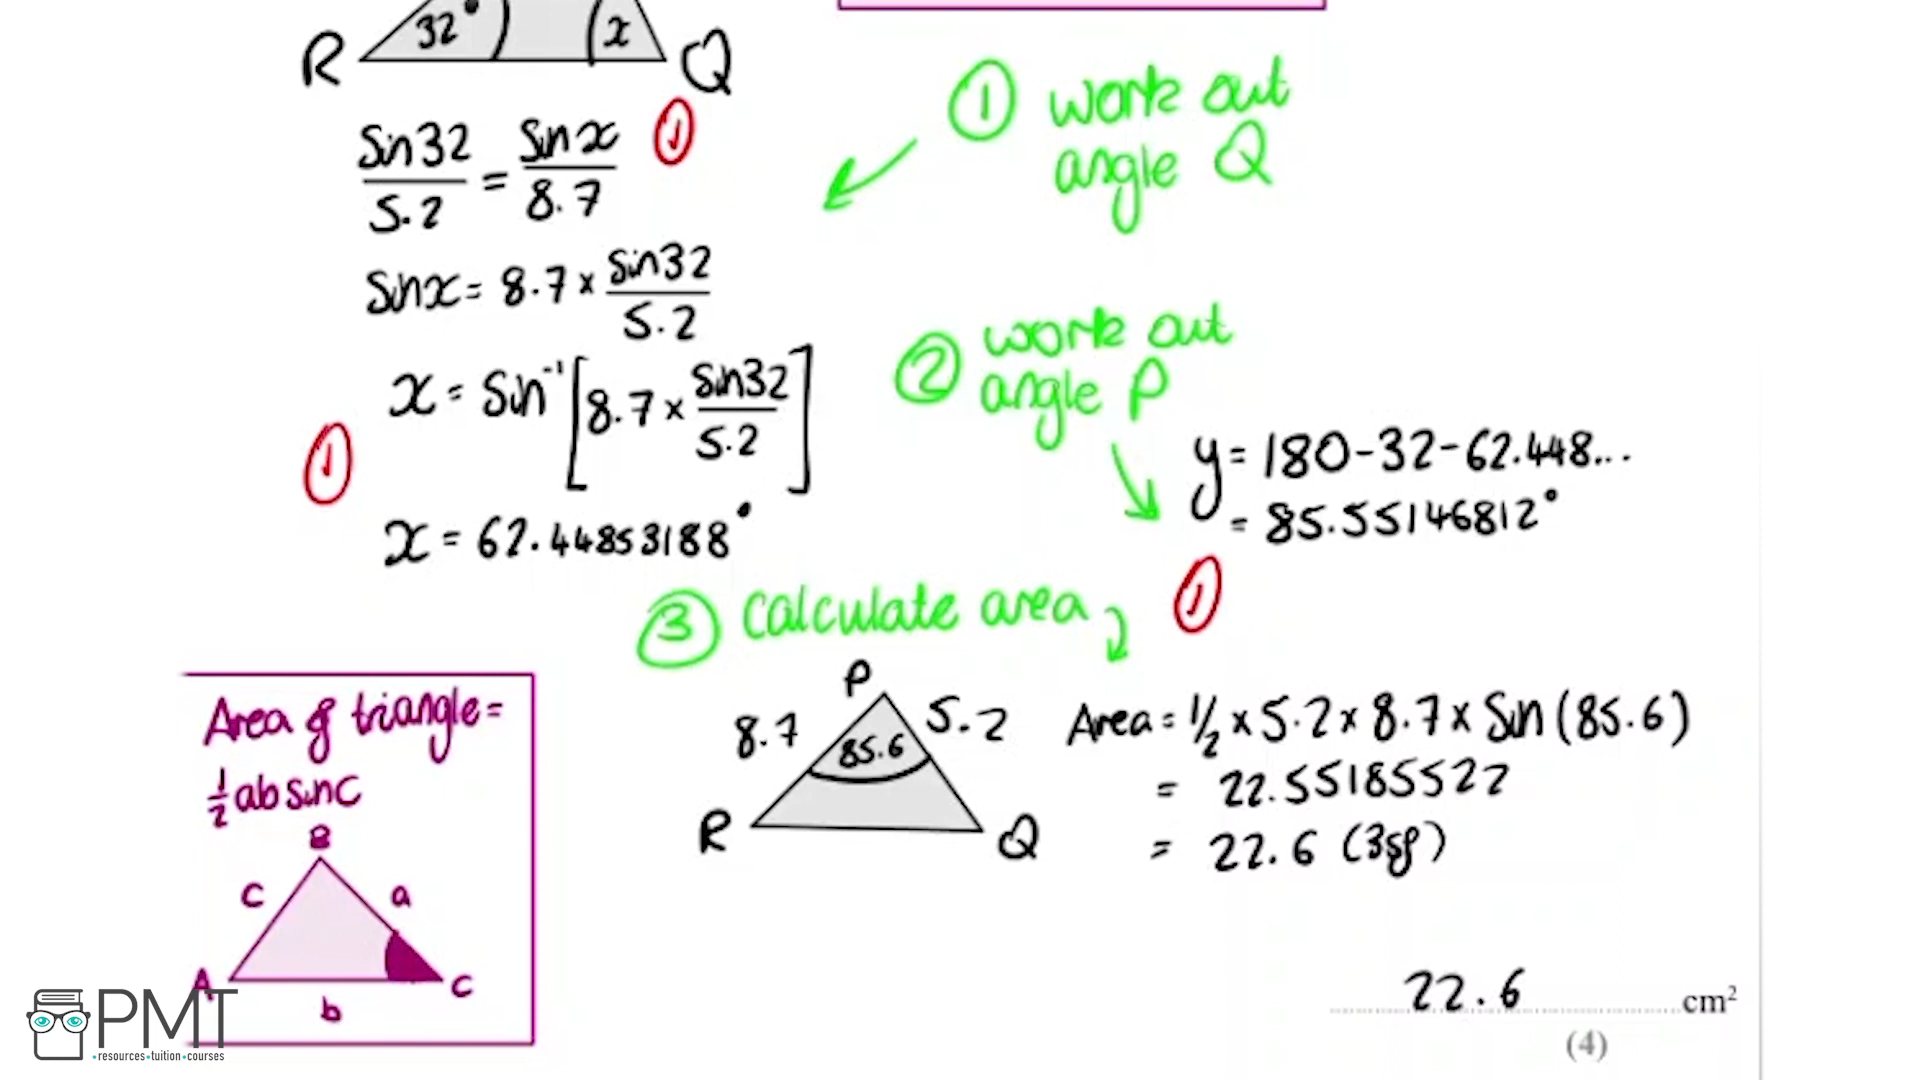 32°
x
R
Q
① work out
angle Q
sin32/5.2 = sinx/8.7 ①
sinx = 8.7 × sin32/5.2
② work out
angle P
x = sin⁻¹[8.7 × sin32/5.2]
①
x = 62.44853188°
y = 180-32-62.448...
= 85.55146812°
①
③ Calculate area
P
8.7
5.2
85.6
R
Q
Area = ½ × 5.2 × 8.7 × Sin (85.6)
= 22.55185522
= 22.6 (3sf)
Area of triangle =
½ab sinC
B
c
a
A
b
C
22.6 cm²
(4)
PMT
resources•tuition•courses